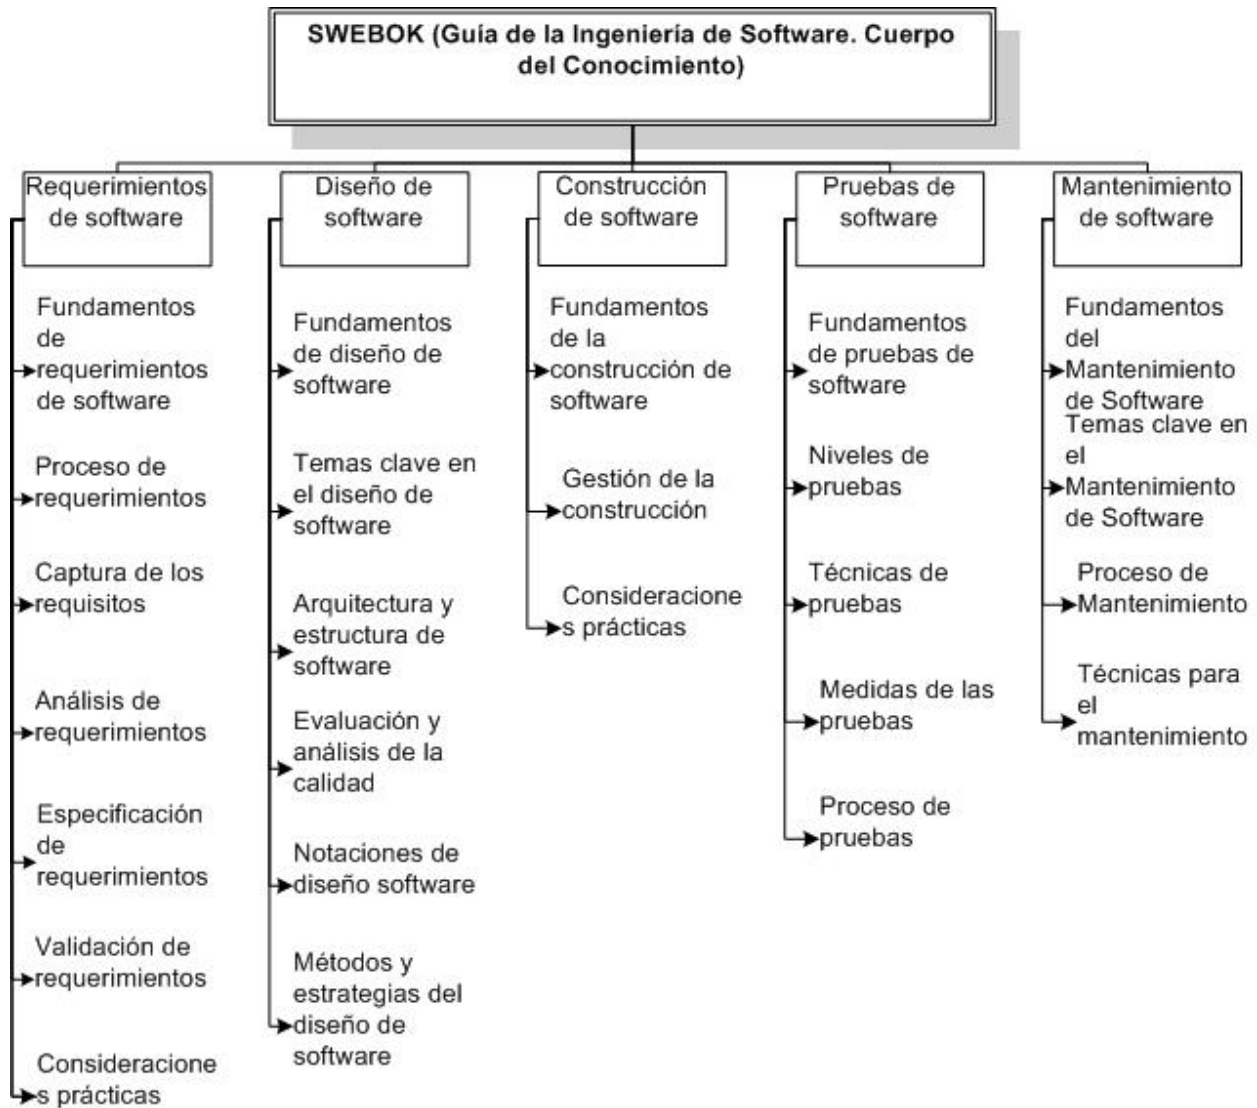 SWEBOK (Guía de la Ingeniería de Software. Cuerpo
del Conocimiento)
Requerimientos
de software
Fundamentos
de
requerimientos
de software
Proceso de
requerimientos
Captura de los
requisitos
Análisis de
requerimientos
Especificación
de
requerimientos
Validación de
requerimientos
Consideracione
s prácticas
Diseño de
software
Fundamentos
de diseño de
software
Temas clave en
el diseño de
software
Arquitectura y
estructura de
software
Evaluación y
análisis de la
calidad
Notaciones de
diseño software
Métodos y
estrategias del
diseño de
software
Construcción
de software
Fundamentos
de la
construcción de
software
Gestión de la
construcción
Consideracione
s prácticas
Pruebas de
software
Fundamentos
de pruebas de
software
Niveles de
pruebas
Técnicas de
pruebas
Medidas de las
pruebas
Proceso de
pruebas
Mantenimiento
de software
Fundamentos
del
Mantenimiento
de Software
Temas clave en
el
Mantenimiento
de Software
Proceso de
Mantenimiento
Técnicas para
el
mantenimiento